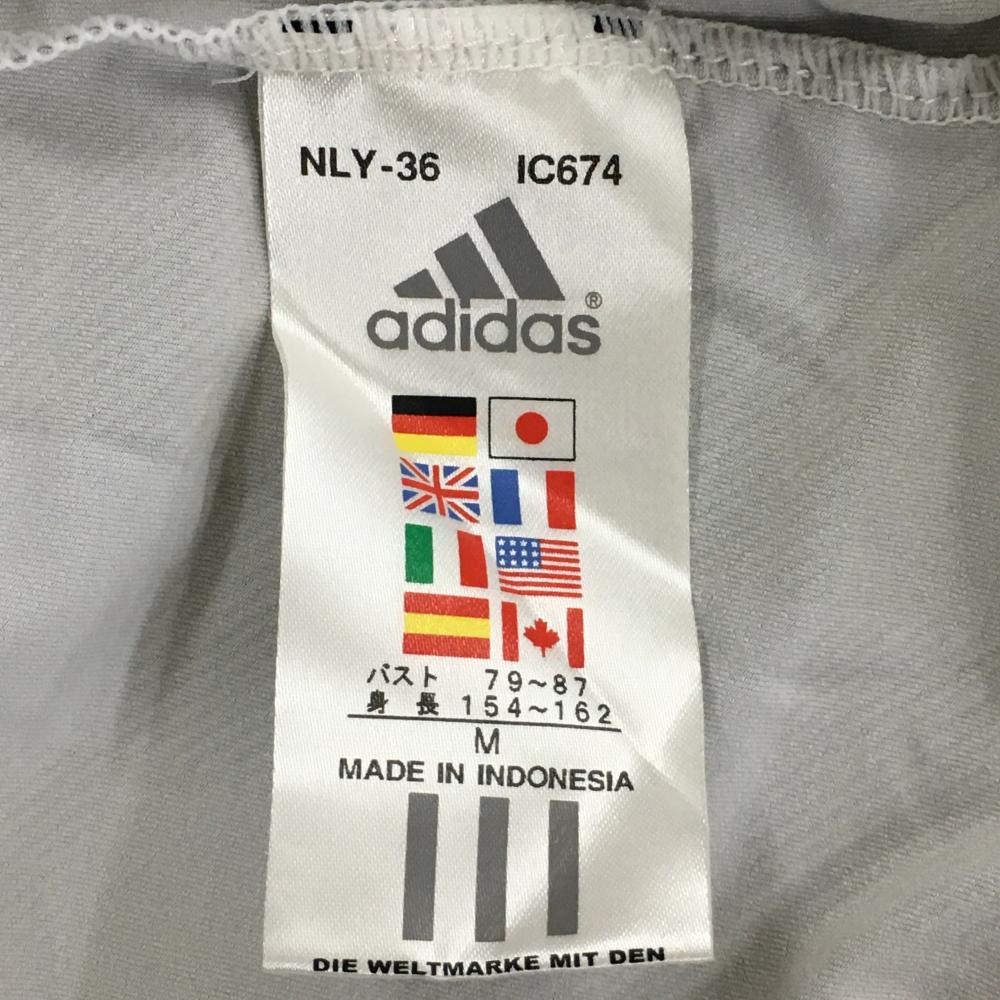 NLY-36 IC674
adidas®
バスト 79~87
身長 154~162
M
MADE IN INDONESIA
DIE WELTMARKE MIT DEN